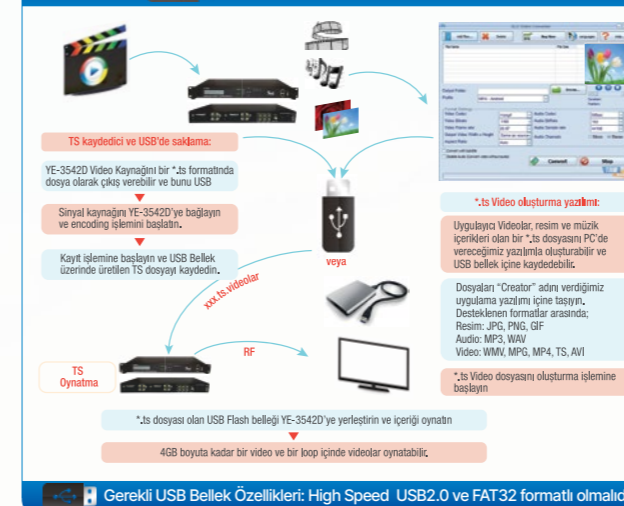 TS kaydedici ve USB'de saklama:
YE-3542D Video Kaynağını bir *.ts formatında
dosya olarak çıkış verebilir ve bunu USB
Sinyal kaynağını YE-3542D'ye bağlayın
ve encoding işlemini başlatın.
Kayıt işlemine başlayın ve USB Bellek
üzerinde üretilen TS dosyayı kaydedin.
veya
xxx.ts.videolar
RF
TS
Oynatma
*.ts Video oluşturma yazılımı:
Uygulayıcı Videolar, resim ve müzik
içerikleri olan bir *.ts dosyasını PC'de
vereceğimiz yazılımla oluşturabilir ve
USB bellek içine kaydedebilir.
Dosyaları "Creator" adını verdiğimiz
uygulama yazılımı içine taşıyın.
Desteklenen formatlar arasında;
Resim: JPG, PNG, GIF
Audio: MP3, WAV
Video: WMV, MPG, MP4, TS, AVI
*.ts Video dosyasını oluşturma işlemine
başlayın
*.ts dosyası olan USB Flash belleği YE-3542D'ye yerleştirin ve içeriği oynatın
4GB boyuta kadar bir video ve bir loop içinde videolar oynatabilir.
Gerekli USB Bellek Özellikleri: High Speed USB2.0 ve FAT32 formatlı olmalıd
Convert
Stop